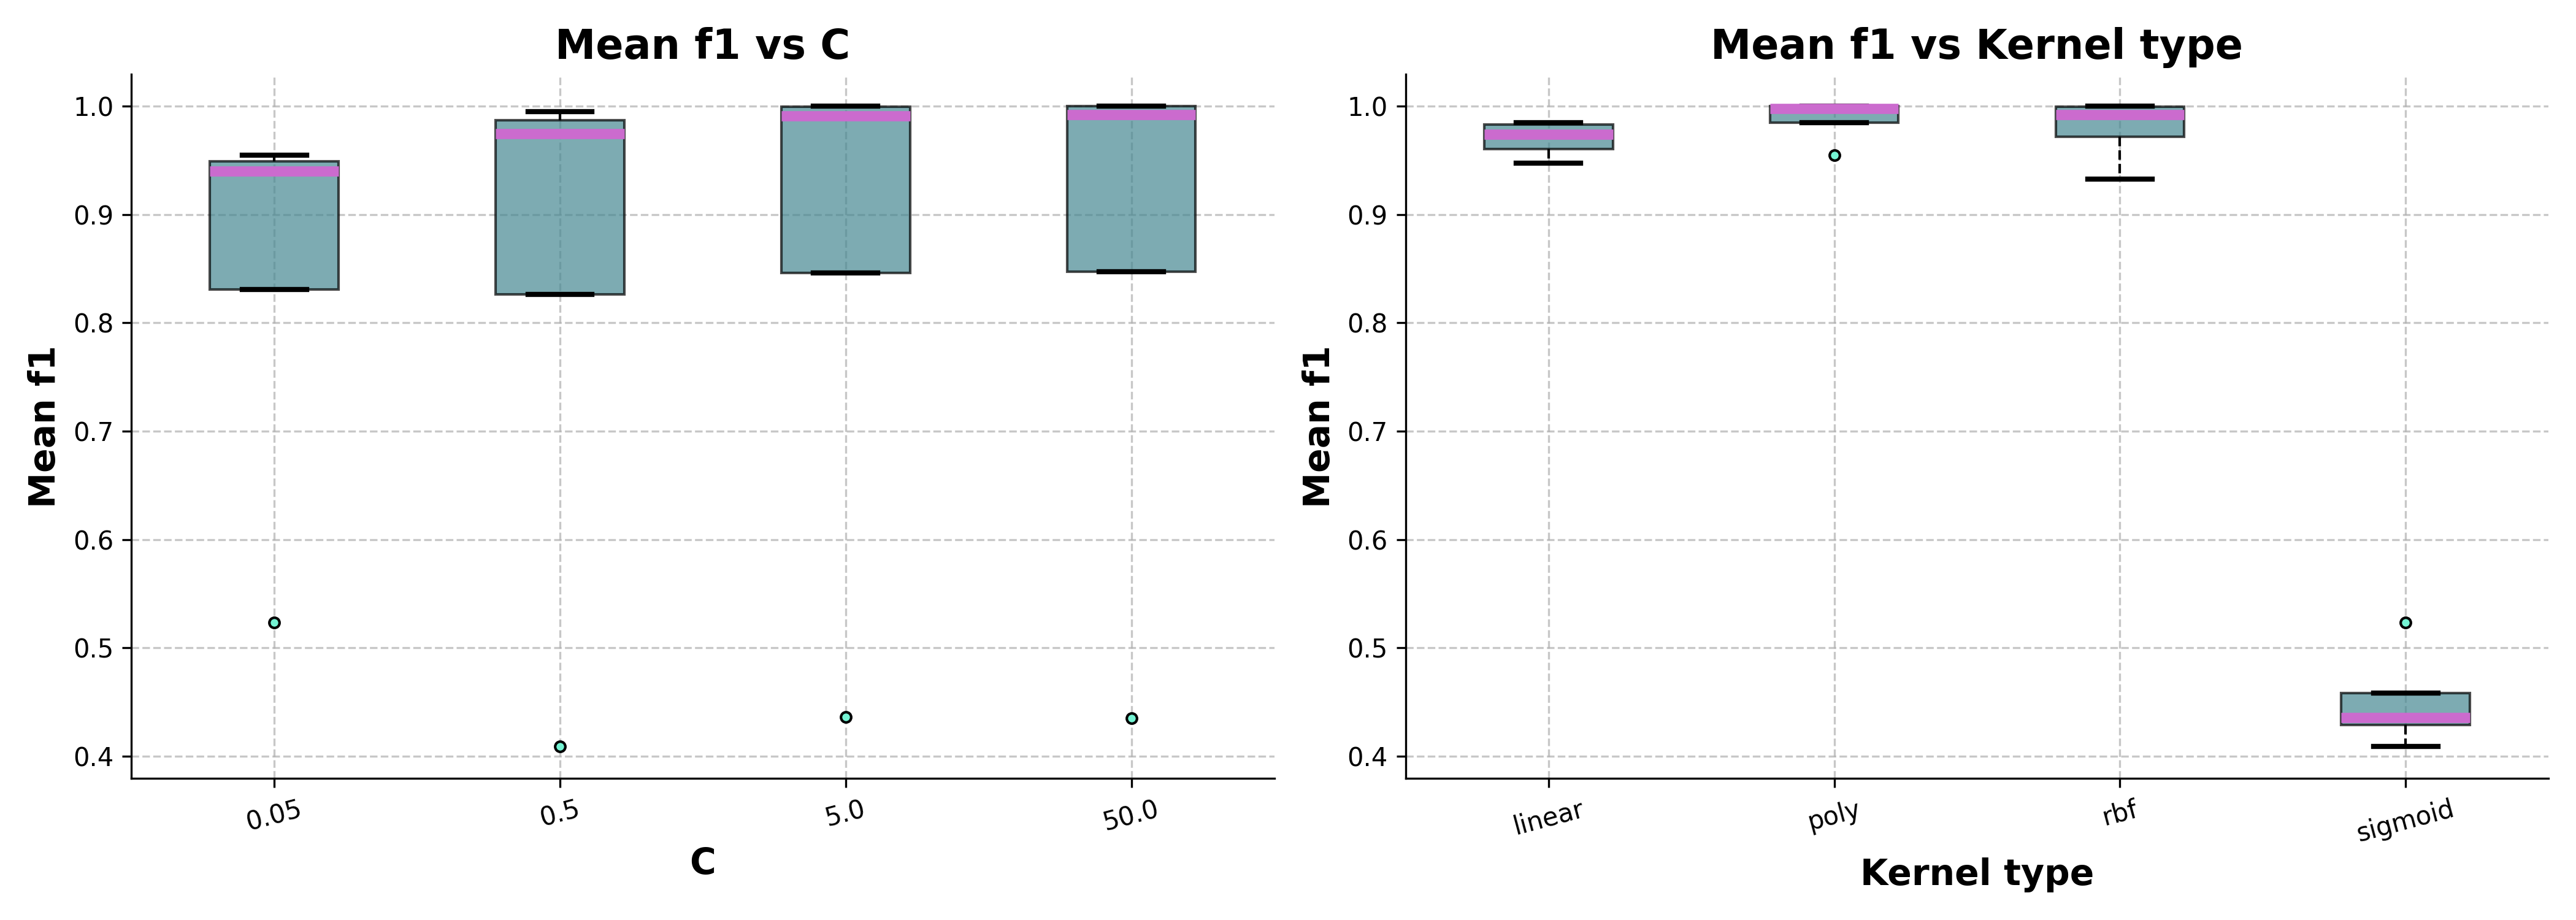 Mean f1 vs C
Mean f1
1.0
0.9
0.8
0.7
0.6
0.5
0.4
0.05
0.5
5.0
50.0
C
Mean f1 vs Kernel type
Mean f1
1.0
0.9
0.8
0.7
0.6
0.5
0.4
linear
poly
rbf
sigmoid
Kernel type